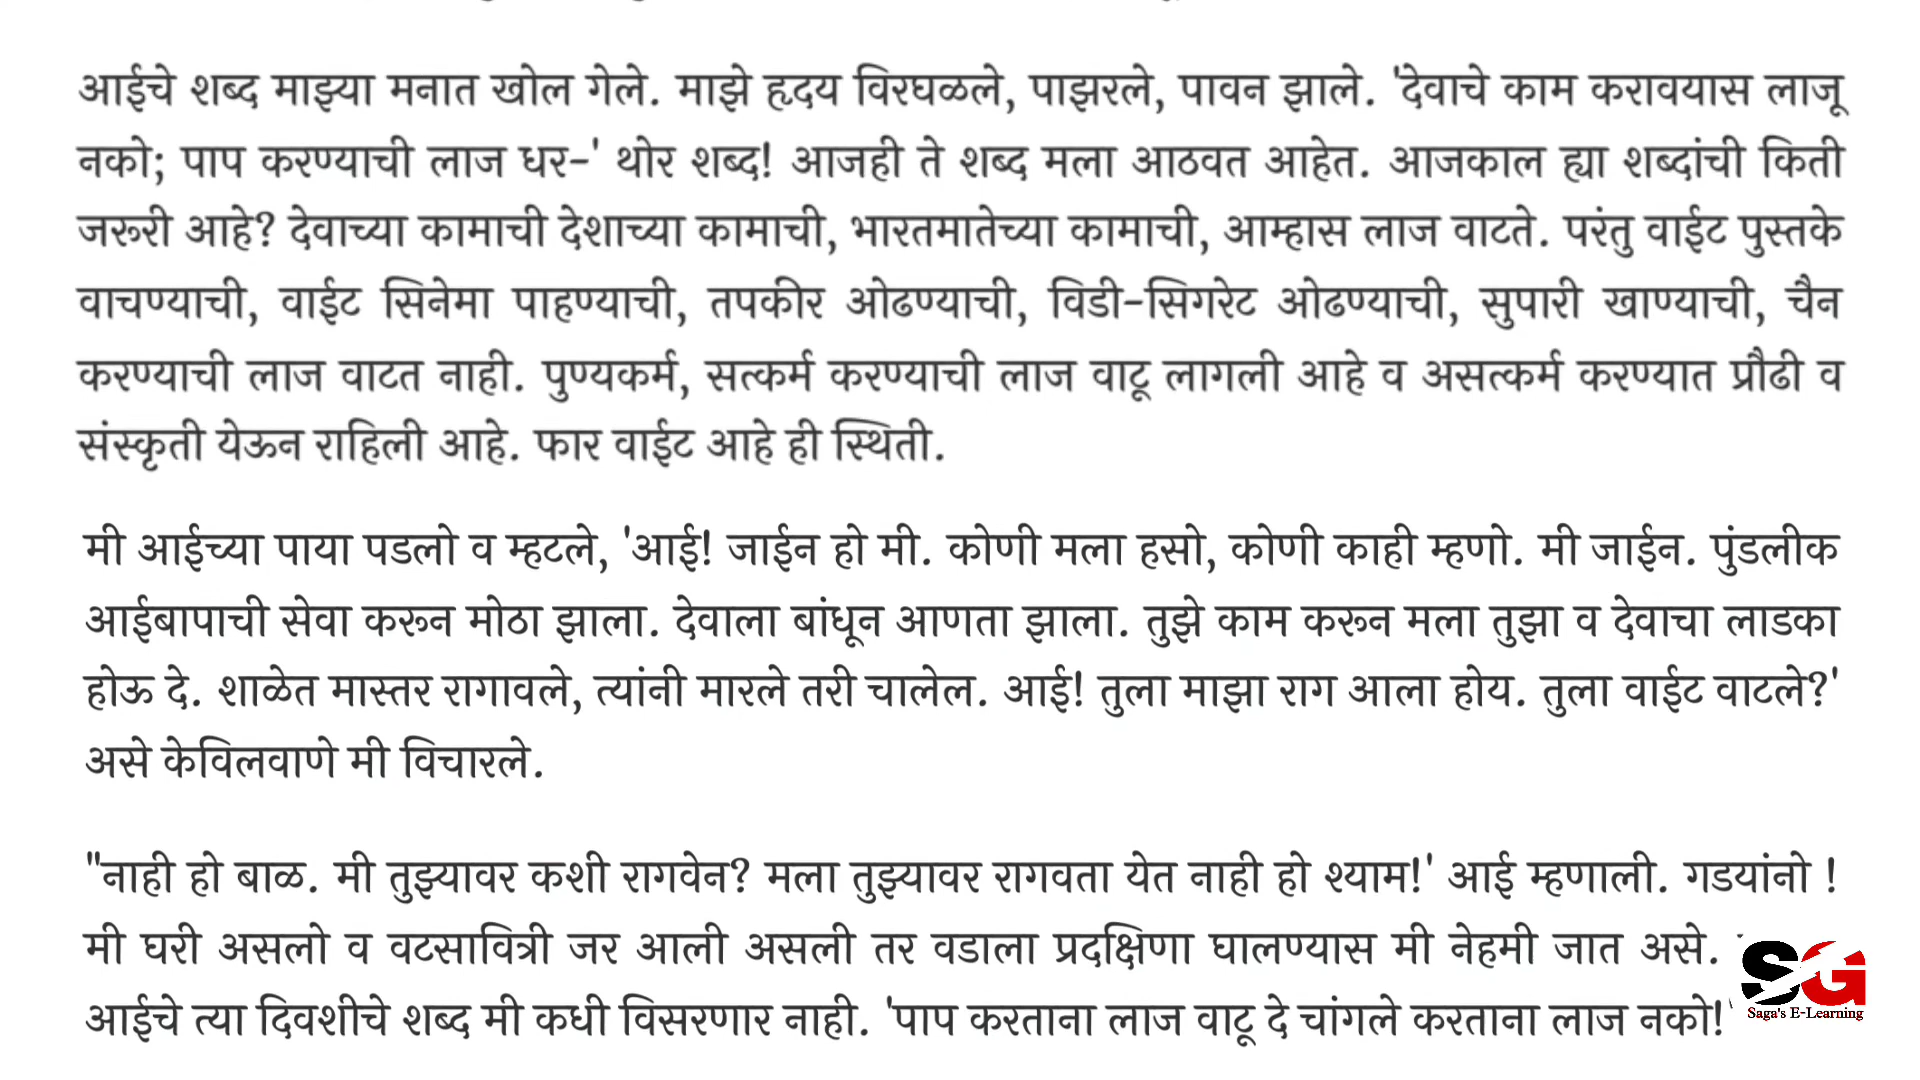 आईचे शब्द माझ्या मनात खोल गेले. माझे हृदय विरघळले, पाझरले, पावन झाले. 'देवाचे काम करावयास लाजू
नको; पाप करण्याची लाज धर-' थोर शब्द! आजही ते शब्द मला आठवत आहेत. आजकाल ह्या शब्दांची किती
जरूरी आहे? देवाच्या कामाची देशाच्या कामाची, भारतमातेच्या कामाची, आम्हास लाज वाटते. परंतु वाईट पुस्तके
वाचण्याची, वाईट सिनेमा पाहण्याची, तपकीर ओढण्याची, विडी-सिगरेट ओढण्याची, सुपारी खाण्याची, चैन
करण्याची लाज वाटत नाही. पुण्यकर्म, सत्कर्म करण्याची लाज वाटू लागली आहे व असत्कर्म करण्यात प्रौढी व
संस्कृती येऊन राहिली आहे. फार वाईट आहे ही स्थिती.
मी आईच्या पाया पडलो व म्हटले, 'आई! जाईन हो मी. कोणी मला हसो, कोणी काही म्हणो. मी जाईन. पुंडलीक
आईबापाची सेवा करून मोठा झाला. देवाला बांधून आणता झाला. तुझे काम करून मला तुझा व देवाचा लाडका
होऊ दे. शाळेत मास्तर रागावले, त्यांनी मारले तरी चालेल. आई! तुला माझा राग आला होय. तुला वाईट वाटले?'
असे केविलवाणे मी विचारले.
"नाही हो बाळ. मी तुझ्यावर कशी रागवेन? मला तुझ्यावर रागवता येत नाही हो श्याम!' आई म्हणाली. गडयांनो !
मी घरी असलो व वटसावित्री जर आली असली तर वडाला प्रदक्षिणा घालण्यास मी नेहमी जात असे.
आईचे त्या दिवशीचे शब्द मी कधी विसरणार नाही. 'पाप करताना लाज वाटू दे चांगले करताना लाज नको!'
SG
Saga's E-Learning